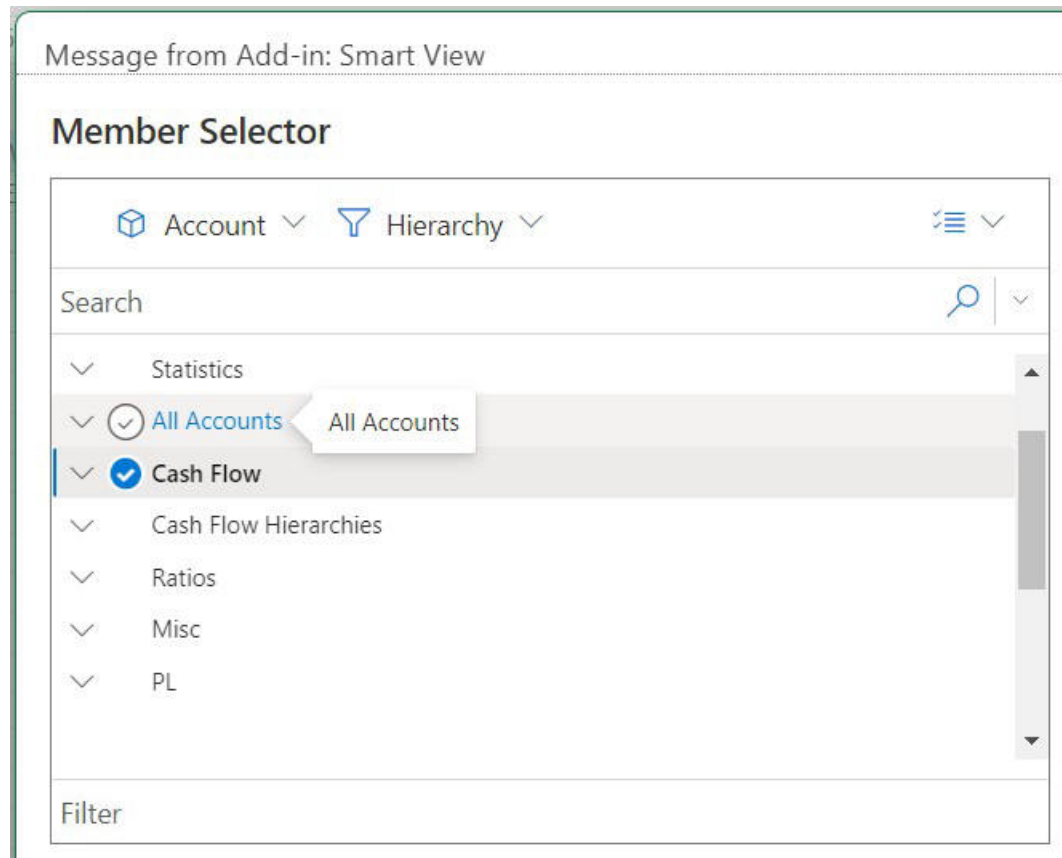 Message from Add-in: Smart View
Member Selector
Account Hierarchy
Search
Statistics
All Accounts All Accounts
Cash Flow
Cash Flow Hierarchies
Ratios
Misc
PL
Filter